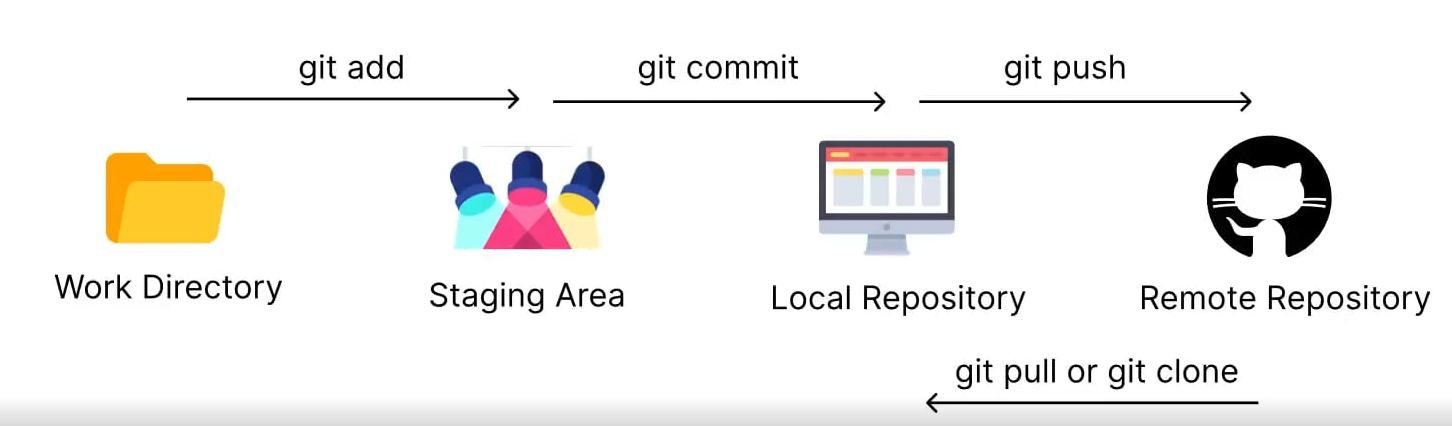 git add
git commit
git push
Work Directory
Staging Area
Local Repository
Remote Repository
git pull or git clone